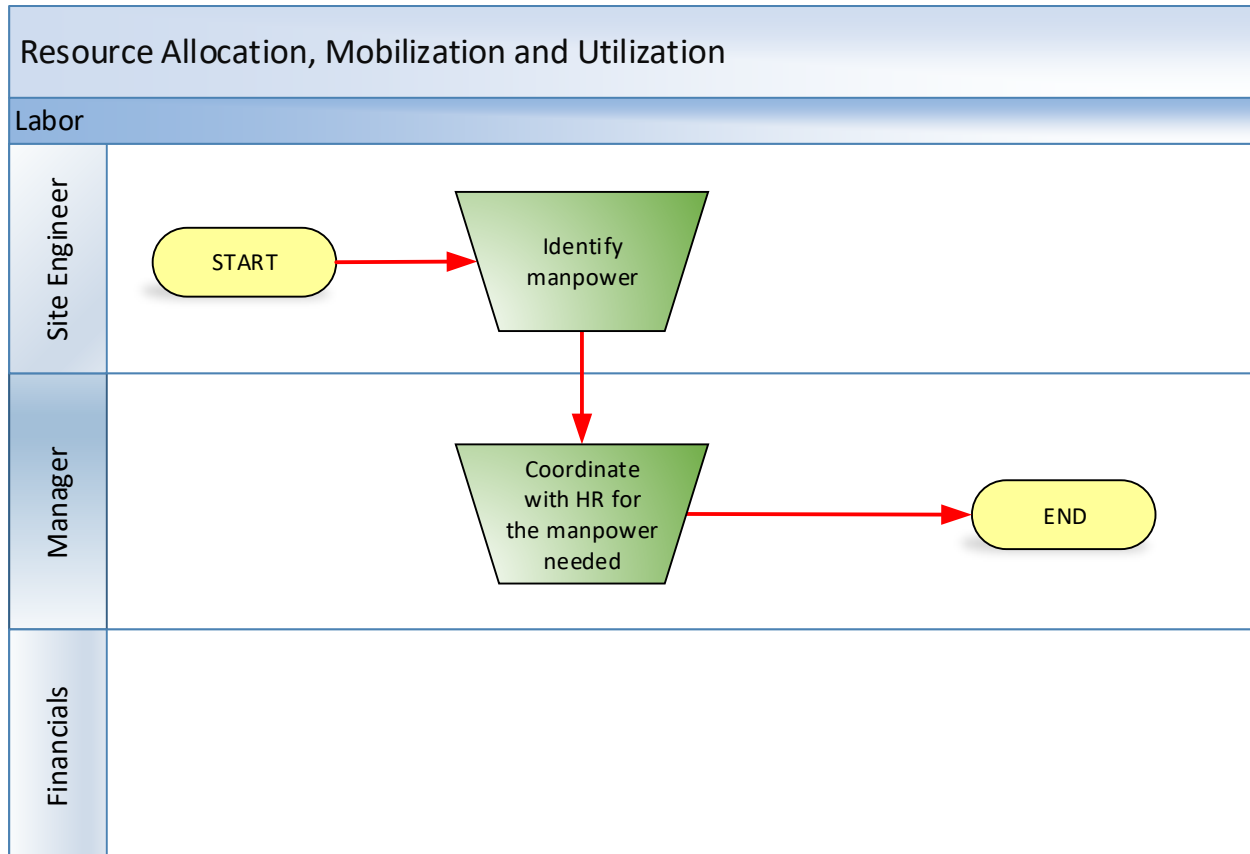 Resource Allocation, Mobilization and Utilization
Labor
Site Engineer
START
Identify
manpower
Manager
Coordinate
with HR for
the manpower
needed
END
Financials